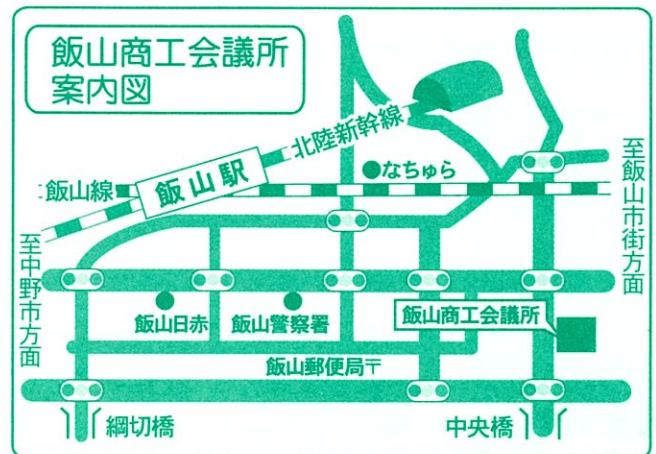 飯山商工会議所
案内図
北陸新幹線
至飯山市街方面
なちゅら
飯山駅
飯山線
至中野市方面
飯山日赤
飯山警察署
飯山商工会議所
飯山郵便局〒
綱切橋
中央橋